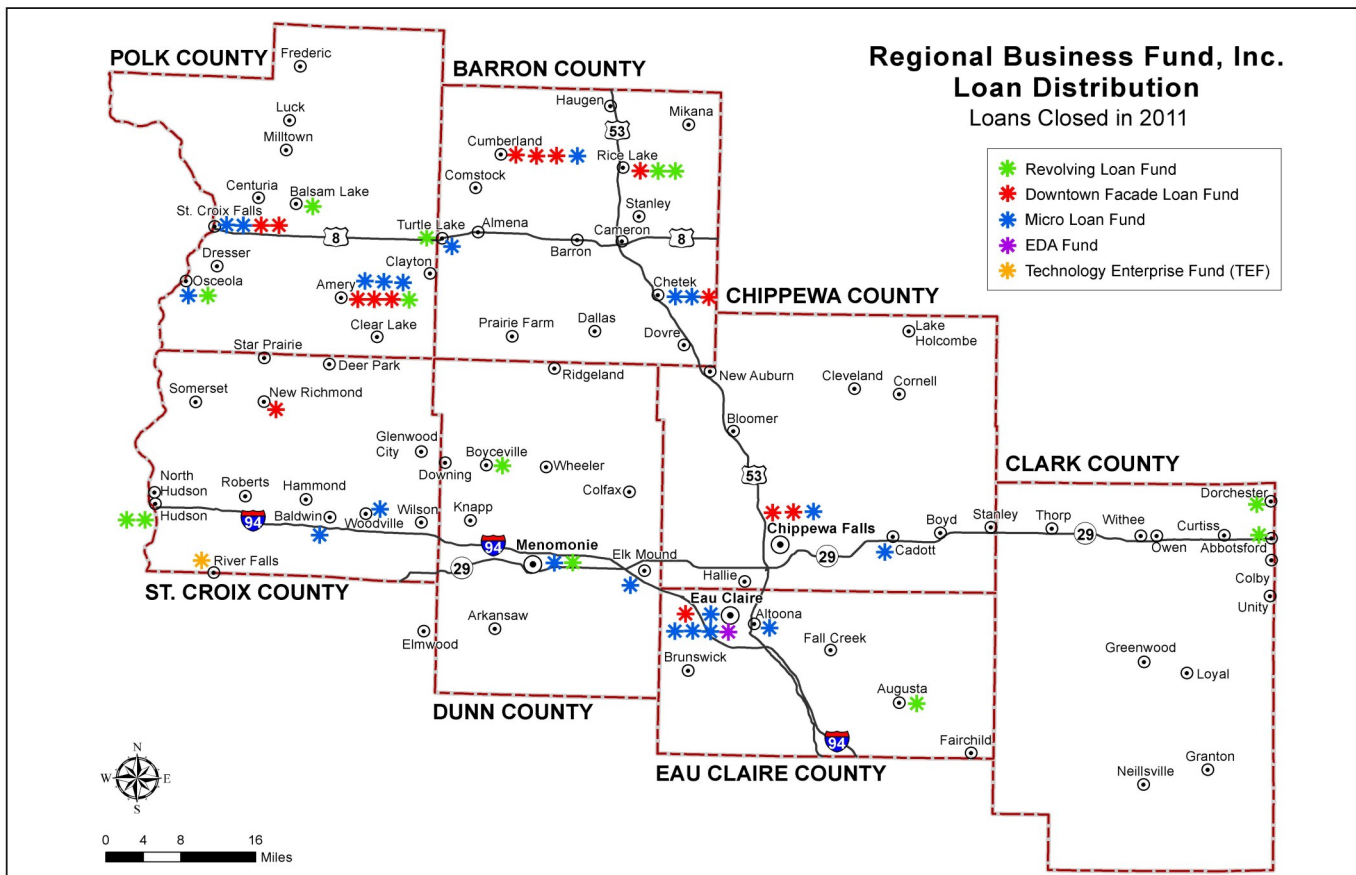 Regional Business Fund, Inc.
Loan Distribution
Loans Closed in 2011
Revolving Loan Fund
Downtown Facade Loan Fund
Micro Loan Fund
EDA Fund
Technology Enterprise Fund (TEF)
POLK COUNTY
Frederic
Luck
Milltown
Centuria
Balsam Lake
St. Croix Falls
8
Dresser
Osceola
Clayton
Amery
Clear Lake
BARRON COUNTY
Haugen
Mikana
53
Cumberland
Rice Lake
Comstock
Stanley
Turtle Lake
Almena
Cameron
8
Barron
Chetek
Prairie Farm
Dallas
Dovre
CHIPPEWA COUNTY
Lake
Holcombe
New Auburn
Cleveland
Cornell
Bloomer
53
Chippewa Falls
Cadott
Boyd
Stanley
29
Hallie
Star Prairie
Deer Park
Somerset
New Richmond
Glenwood
City
North
Hudson
Hudson
Roberts
Hammond
Baldwin
Woodville
Wilson
94
River Falls
ST. CROIX COUNTY
Ridgeland
Downing
Boyceville
Wheeler
Colfax
Knapp
94
Menomonie
Elk Mound
29
Arkansaw
Elmwood
DUNN COUNTY
Eau Claire
Altoona
Fall Creek
Brunswick
Augusta
94
Fairchild
EAU CLAIRE COUNTY
CLARK COUNTY
Dorchester
Thorp
29
Withee
Owen
Curtiss
Abbotsford
Colby
Unity
Greenwood
Loyal
Granton
Neillsville
N
W
E
S
0 4 8 16
Miles